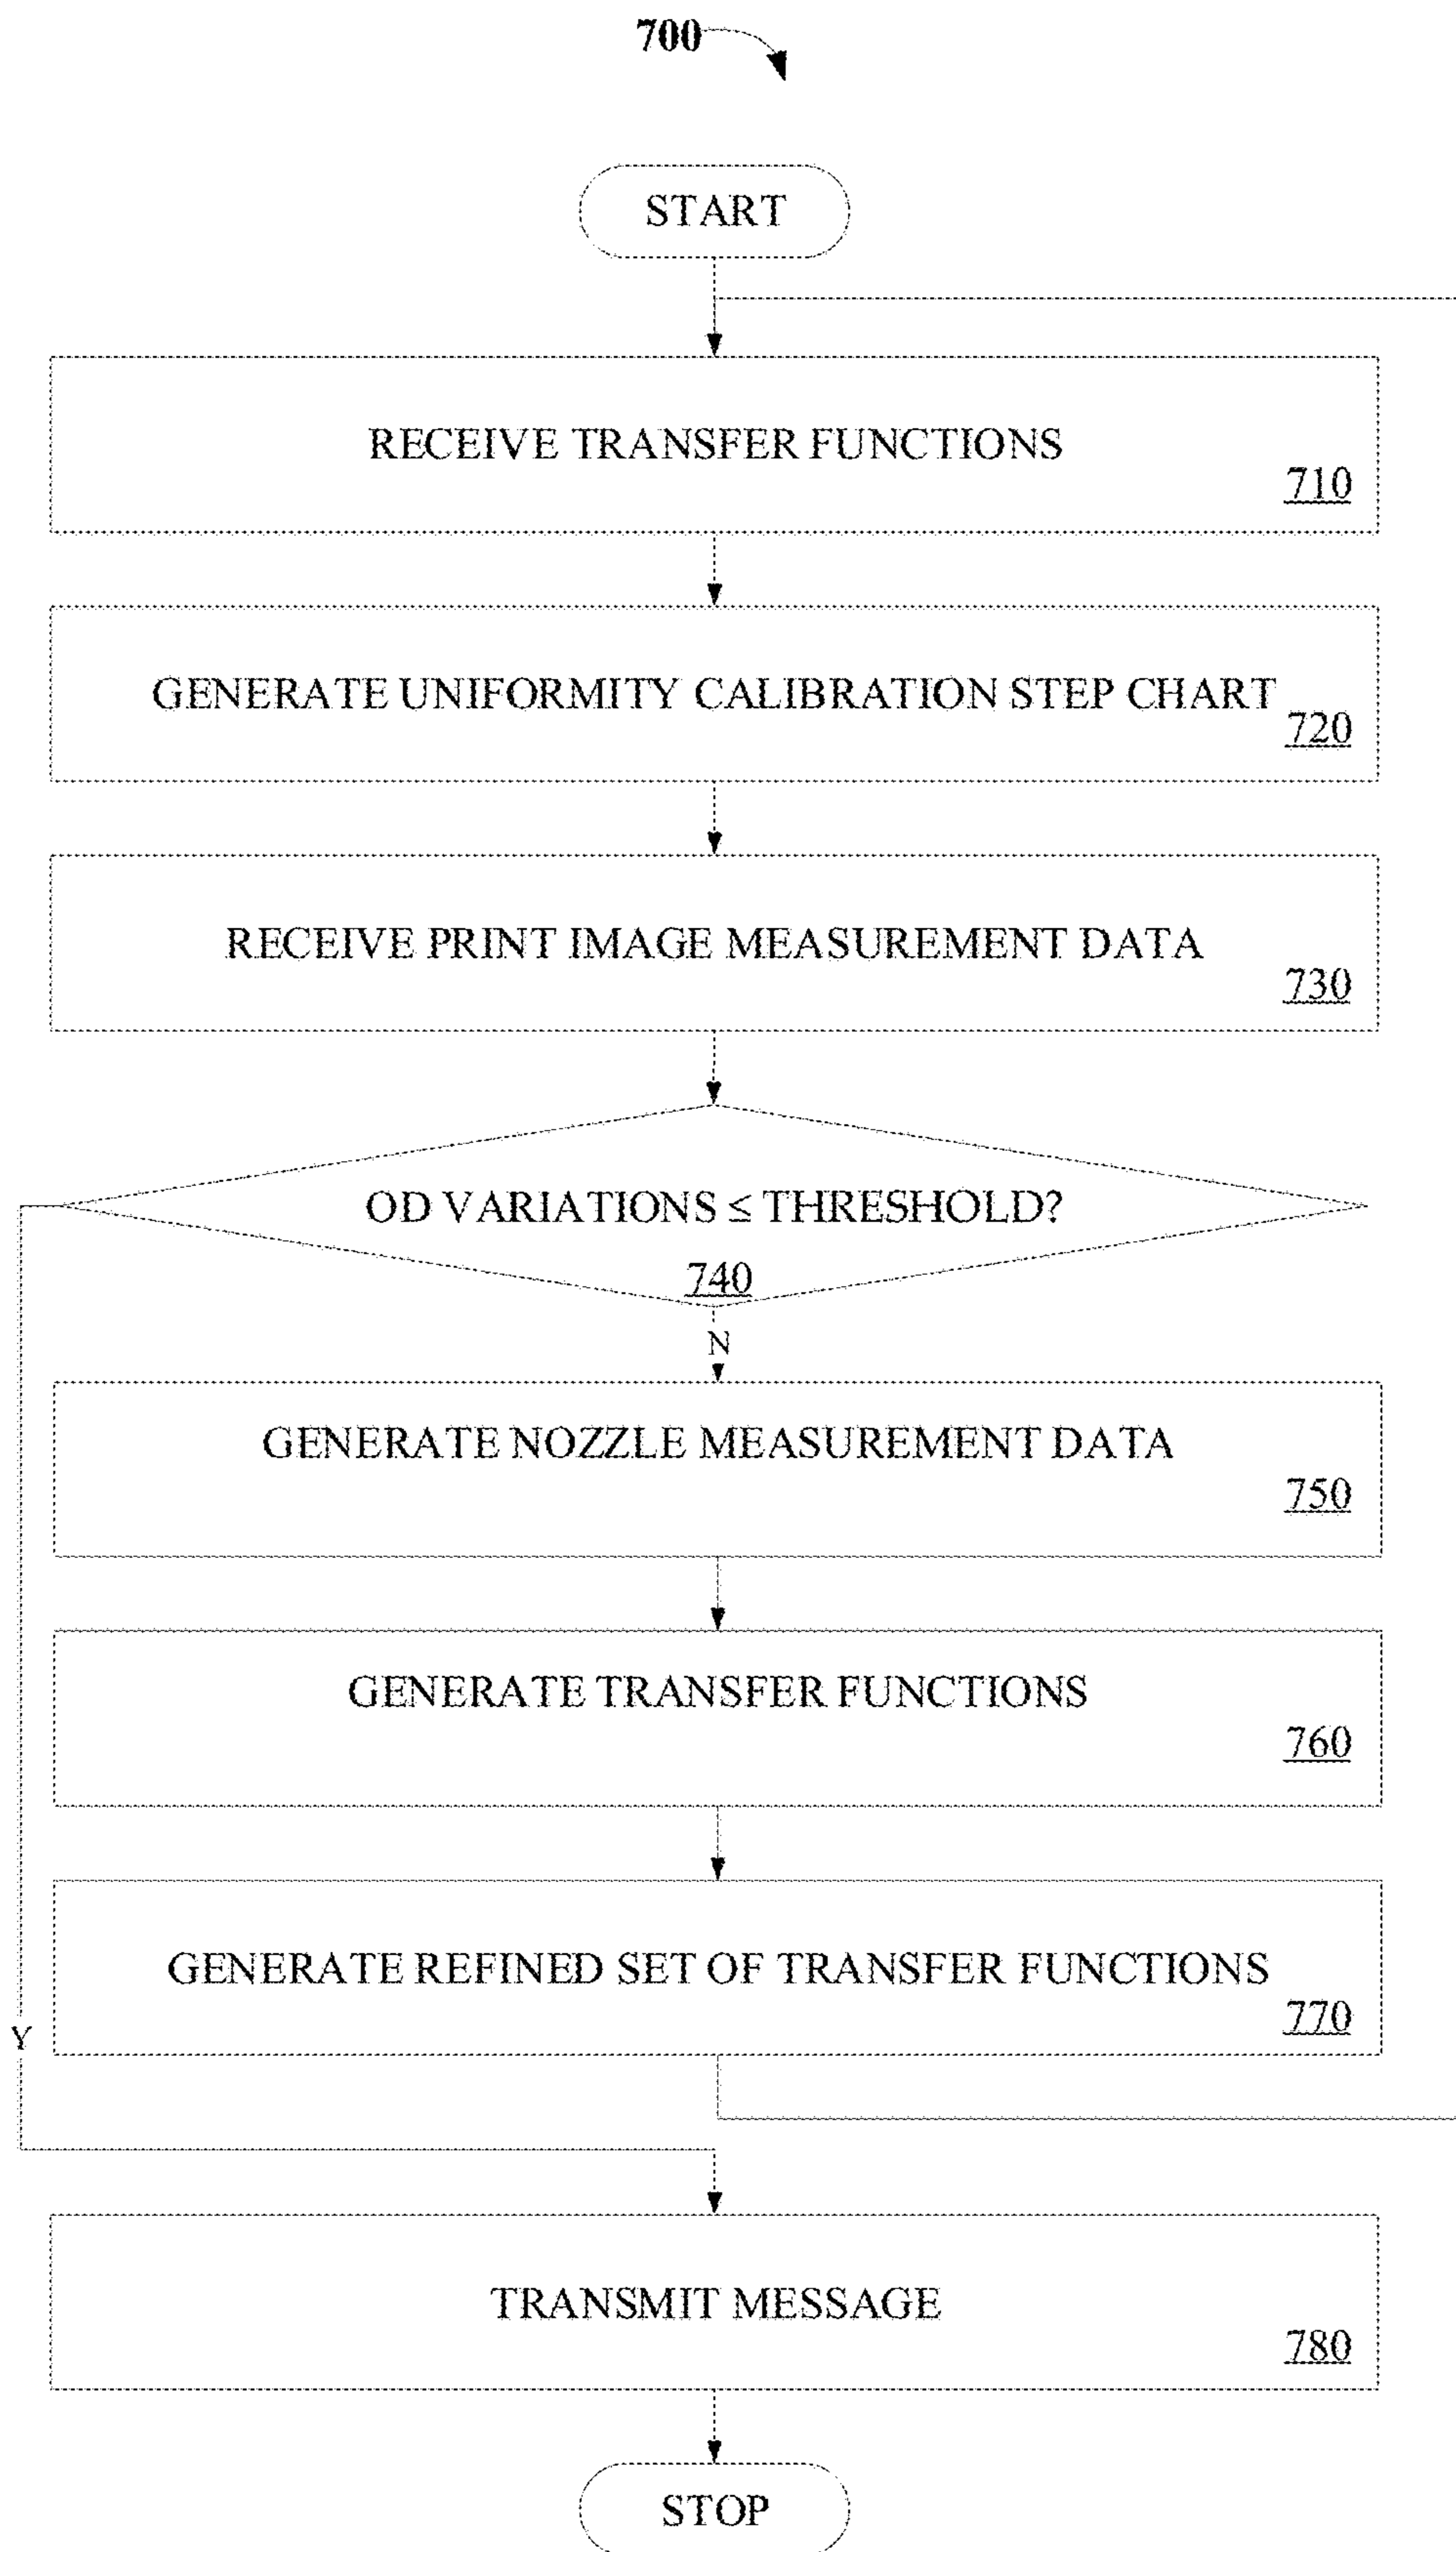 700
START
RECEIVE TRANSFER FUNCTIONS
710
GENERATE UNIFORMITY CALIBRATION STEP CHART
720
RECEIVE PRINT IMAGE MEASUREMENT DATA
730
OD VARIATIONS ≤ THRESHOLD?
740
N
GENERATE NOZZLE MEASUREMENT DATA
750
GENERATE TRANSFER FUNCTIONS
760
GENERATE REFINED SET OF TRANSFER FUNCTIONS
770
Y
TRANSMIT MESSAGE
780
STOP